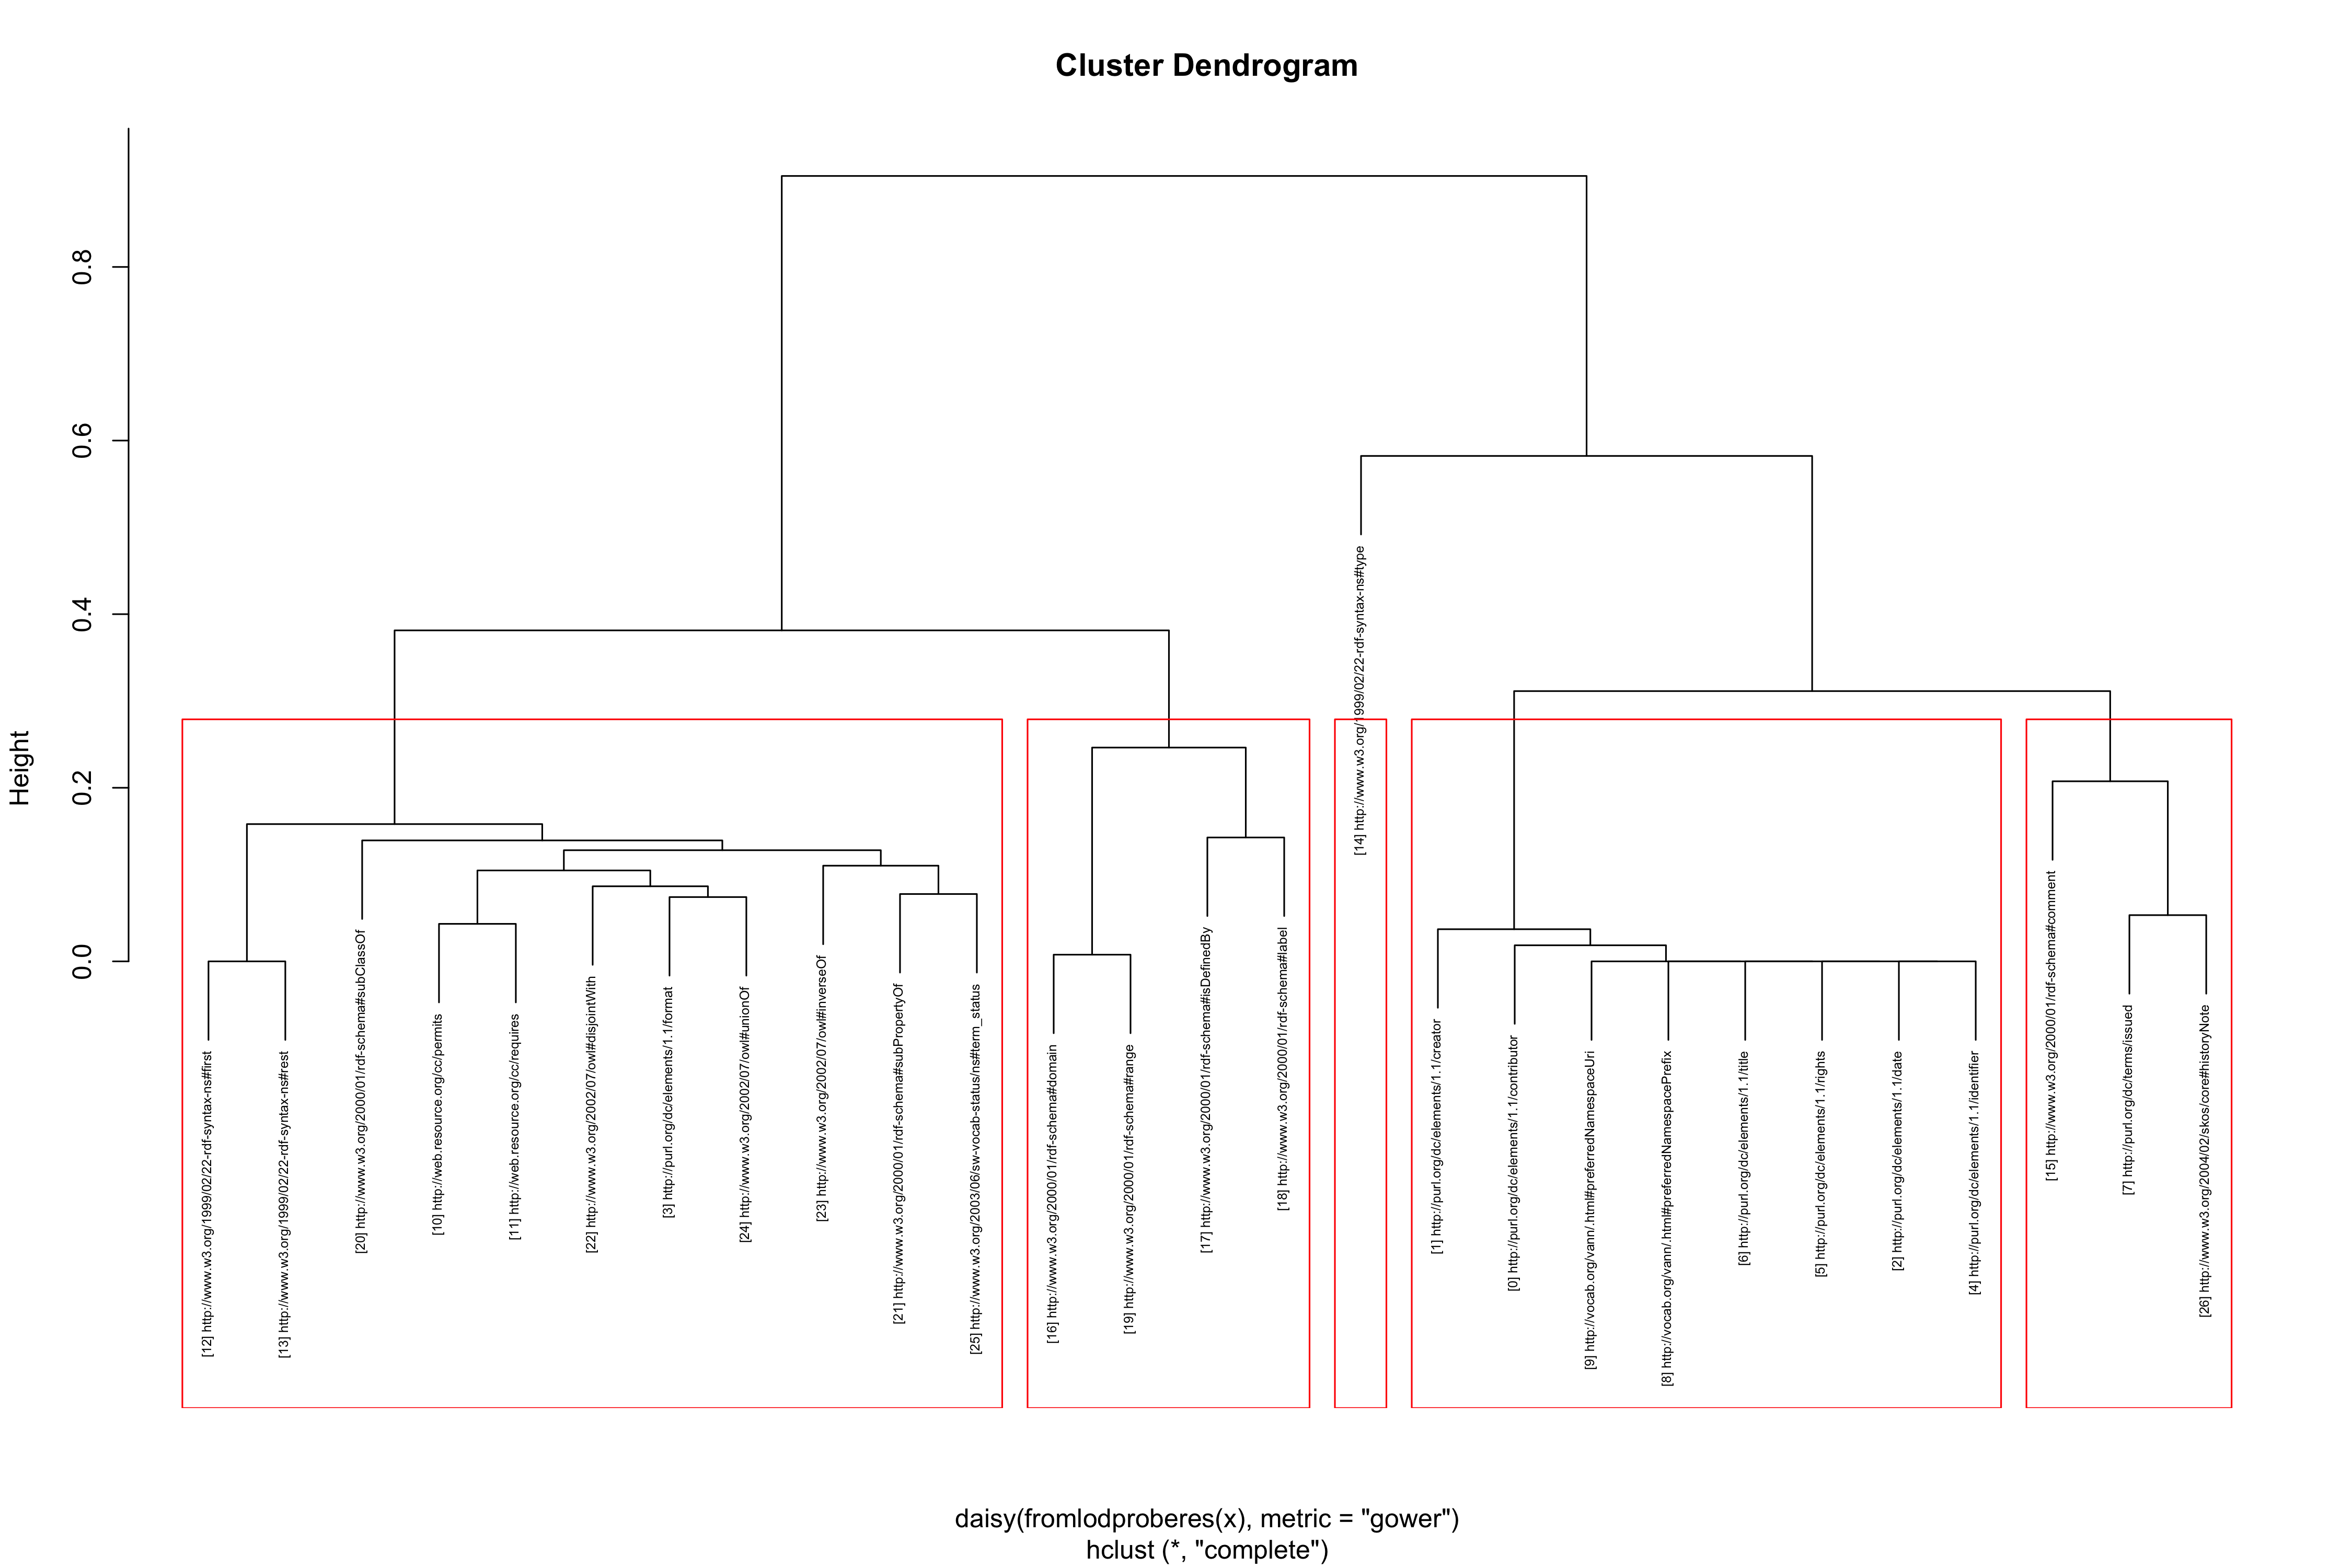 Cluster Dendrogram
Height
0.0
0.2
0.4
0.6
0.8
[12] http://www.w3.org/1999/02/22-rdf-syntax-ns#first
[13] http://www.w3.org/1999/02/22-rdf-syntax-ns#rest
[20] http://www.w3.org/2000/01/rdf-schema#subClassOf
[10] http://web.resource.org/cc/permits
[11] http://web.resource.org/cc/requires
[22] http://www.w3.org/2002/07/owl#disjointWith
[3] http://purl.org/dc/elements/1.1/format
[24] http://www.w3.org/2002/07/owl#unionOf
[23] http://www.w3.org/2002/07/owl#inverseOf
[21] http://www.w3.org/2000/01/rdf-schema#subPropertyOf
[25] http://www.w3.org/2003/06/sw-vocab-status/ns#term_status
[16] http://www.w3.org/2000/01/rdf-schema#domain
[19] http://www.w3.org/2000/01/rdf-schema#range
[17] http://www.w3.org/2000/01/rdf-schema#isDefinedBy
[18] http://www.w3.org/2000/01/rdf-schema#label
[14] http://www.w3.org/1999/02/22-rdf-syntax-ns#type
[1] http://purl.org/dc/elements/1.1/creator
[0] http://purl.org/dc/elements/1.1/contributor
[9] http://vocab.org/vann/.html#preferredNamespaceUri
[8] http://vocab.org/vann/.html#preferredNamespacePrefix
[6] http://purl.org/dc/elements/1.1/title
[5] http://purl.org/dc/elements/1.1/rights
[2] http://purl.org/dc/elements/1.1/date
[4] http://purl.org/dc/elements/1.1/identifier
[15] http://www.w3.org/2000/01/rdf-schema#comment
[7] http://purl.org/dc/terms/issued
[26] http://www.w3.org/2004/02/skos/core#historyNote
daisy(fromlodproberes(x), metric = "gower")
hclust (*, "complete")